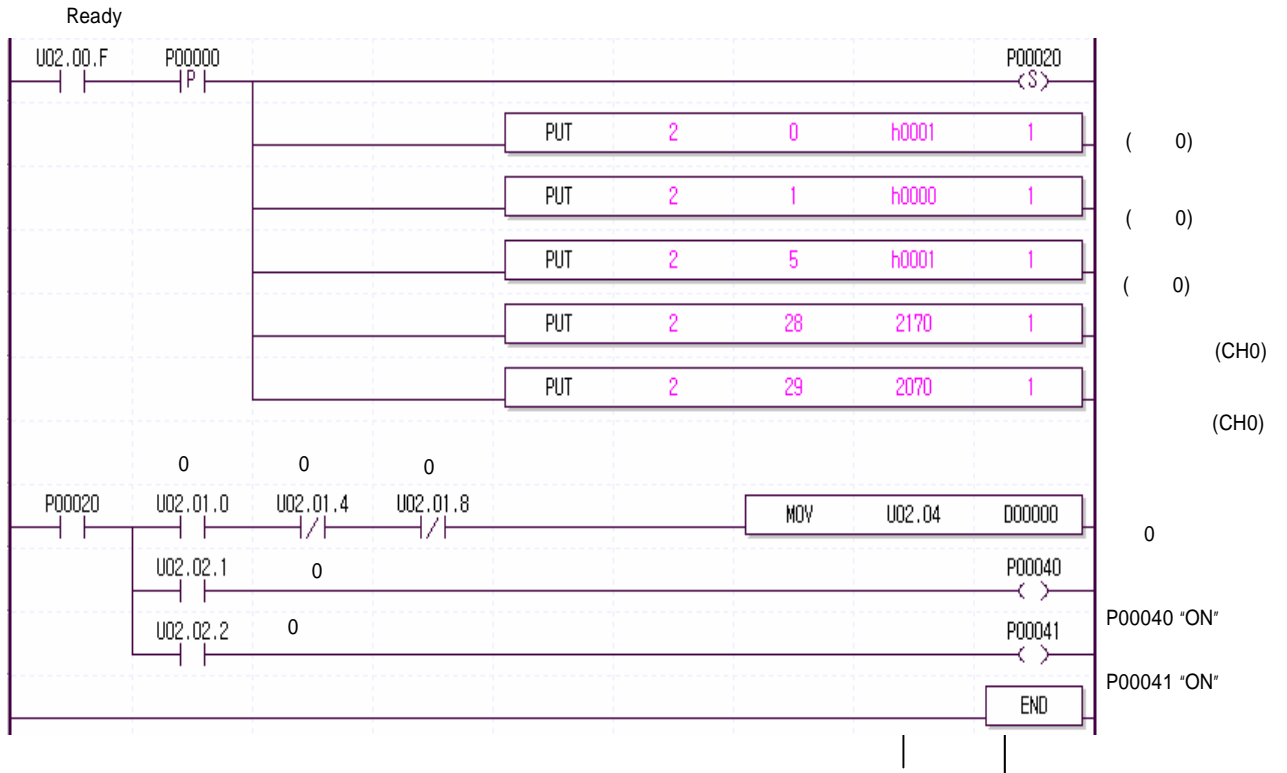 Ready
U02.00.F P00000 P00020
P (S)
PUT 2 0 h0001 1
( 0)
PUT 2 1 h0000 1
( 0)
PUT 2 5 h0001 1
( 0)
PUT 2 28 2170 1
(CH0)
PUT 2 29 2070 1
(CH0)
0 0 0
P00020 U02.01.0 U02.01.4 U02.01.8 MOV U02.04 D00000
0
U02.02.1 0 P00040
P00040 “ON”
U02.02.2 0 P00041
P00041 “ON”
END